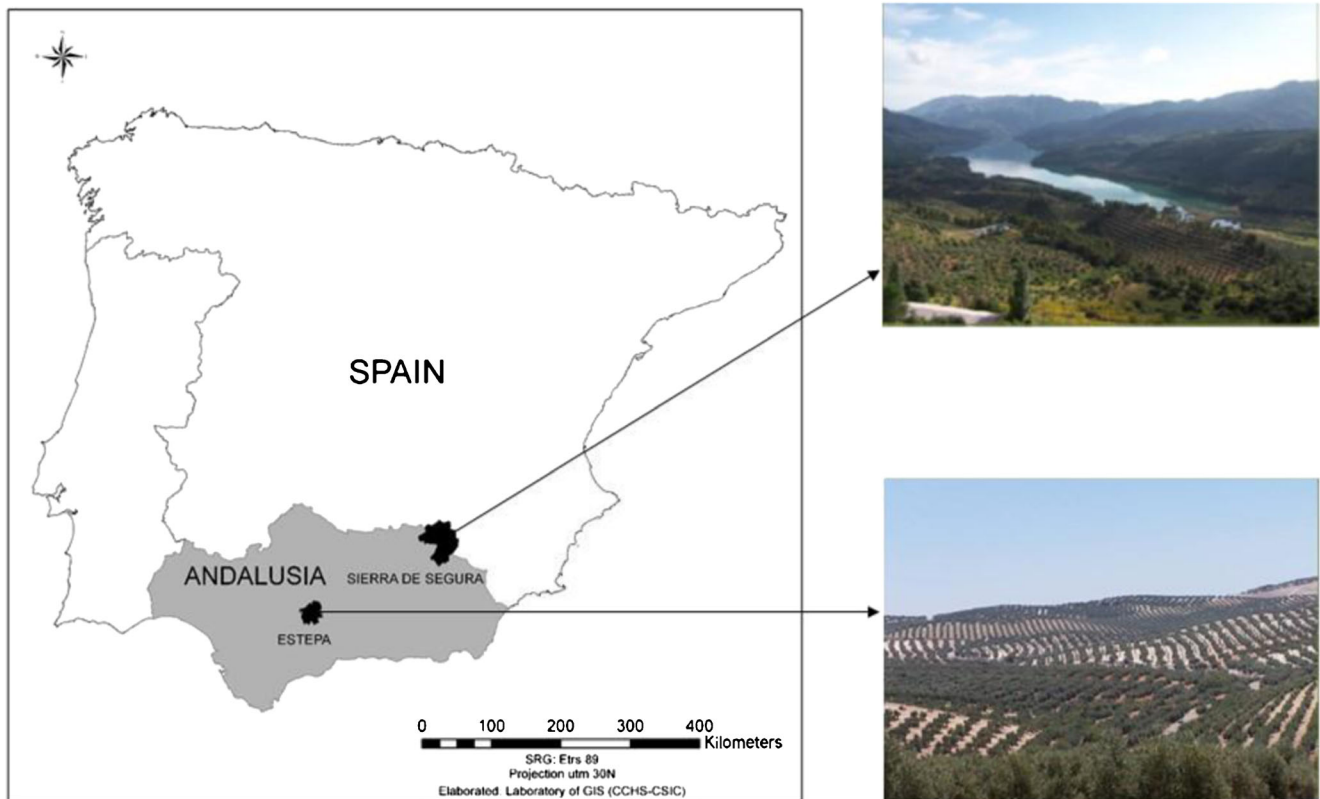 SPAIN
ANDALUSIA
SIERRA DE SEGURA
ESTEPA
0 100 200 300 400
Kilometers
SRG: Etrs 89
Projection utm 30N
Elaborated. Laboratory of GIS (CCHS-CSIC)